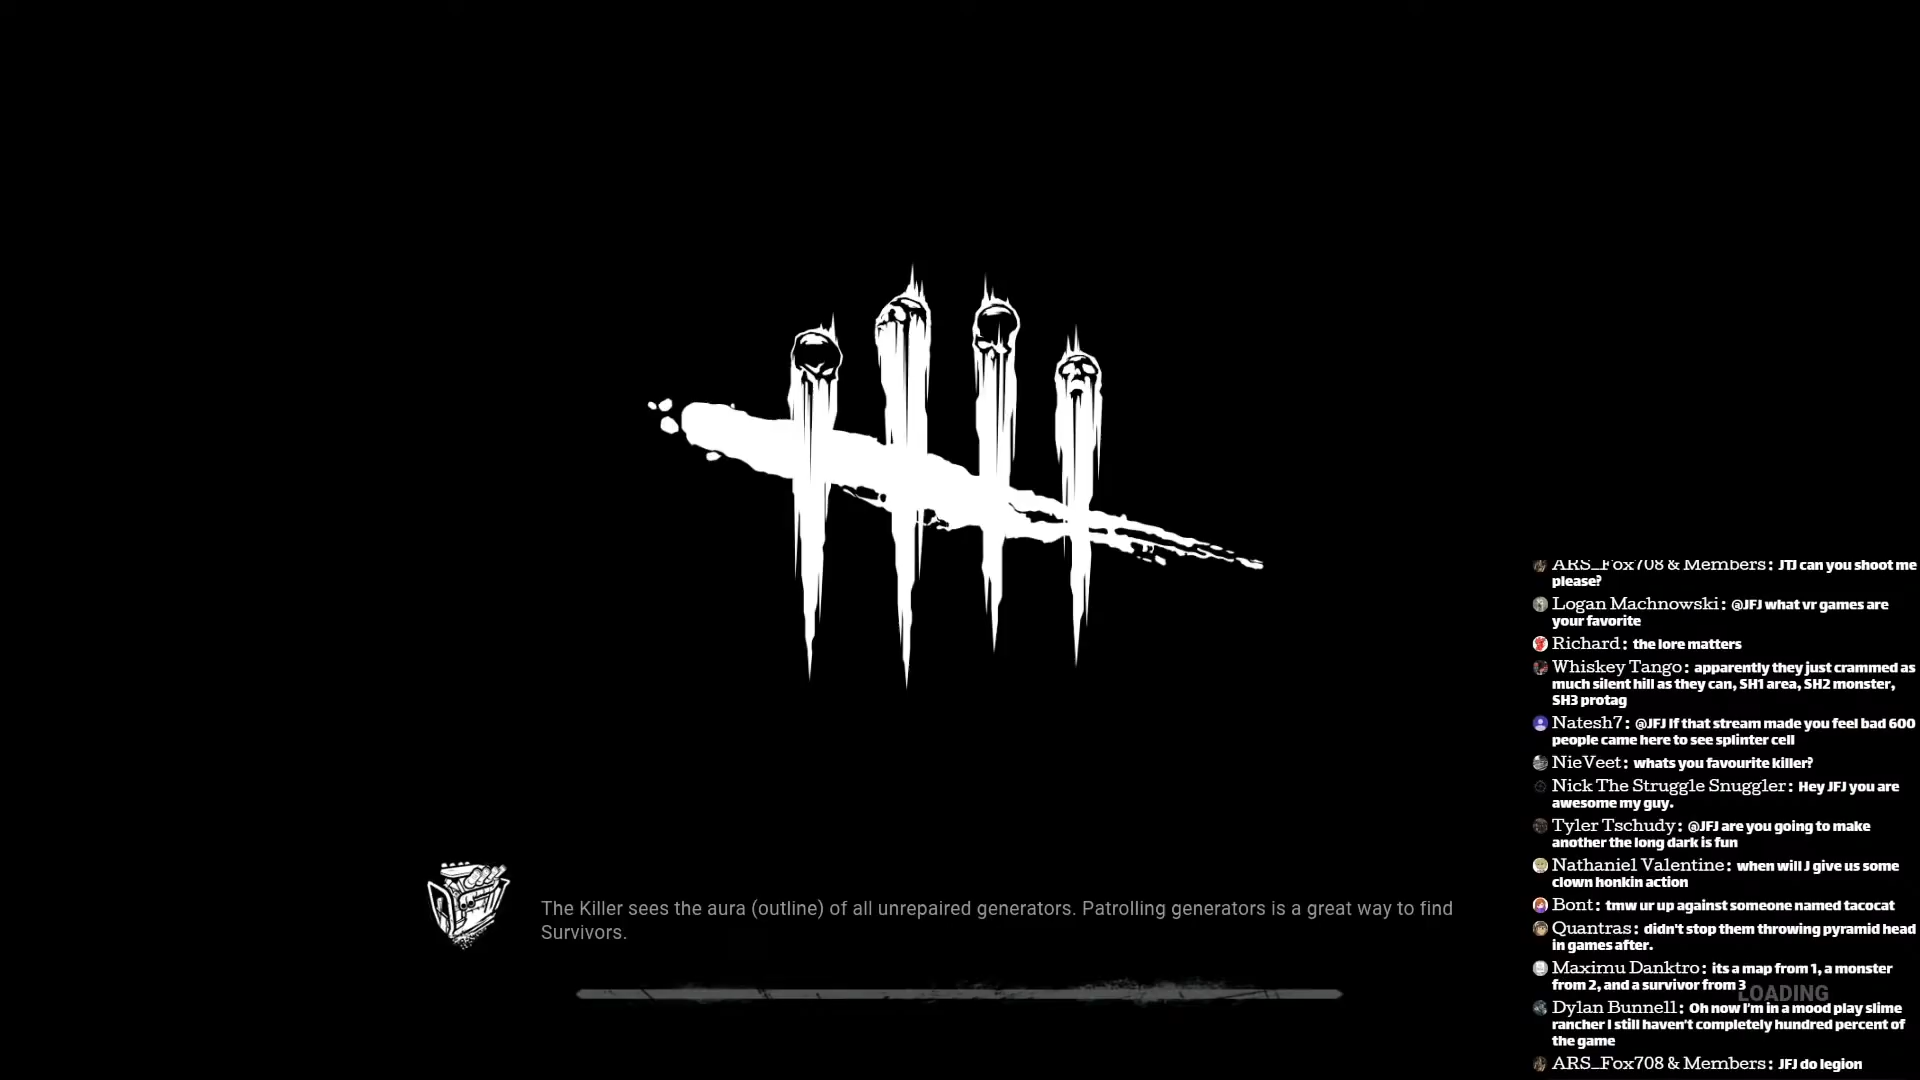 ARS_Fox708 & Members: JTJ can you shoot me
please?
Logan Machnowski: @JFJ what vr games are
your favorite
Richard: the lore matters
Whiskey Tango: apparently they just crammed as
much silent hill as they can, SH1 area, SH2 monster,
SH3 protag
Natesh7: @JFJ If that stream made you feel bad 600
people came here to see splinter cell
NieVeet: whats you favourite killer?
Nick The Struggle Snuggler: Hey JFJ you are
awesome my guy.
Tyler Tschudy: @JFJ are you going to make
another the long dark is fun
Nathaniel Valentine: when will J give us some
clown honkin action
Bont: tmw ur up against someone named tacocat
Quantras: didn't stop them throwing pyramid head
in games after.
Maximu Danktro: its a map from 1, a monster
from 2, and a survivor from 3
Dylan Bunnell: Oh now I'm in a mood play slime
rancher I still haven't completely hundred percent of
the game
ARS_Fox708 & Members: JFJ do legion
The Killer sees the aura (outline) of all unrepaired generators. Patrolling generators is a great way to find
Survivors.
LOADING